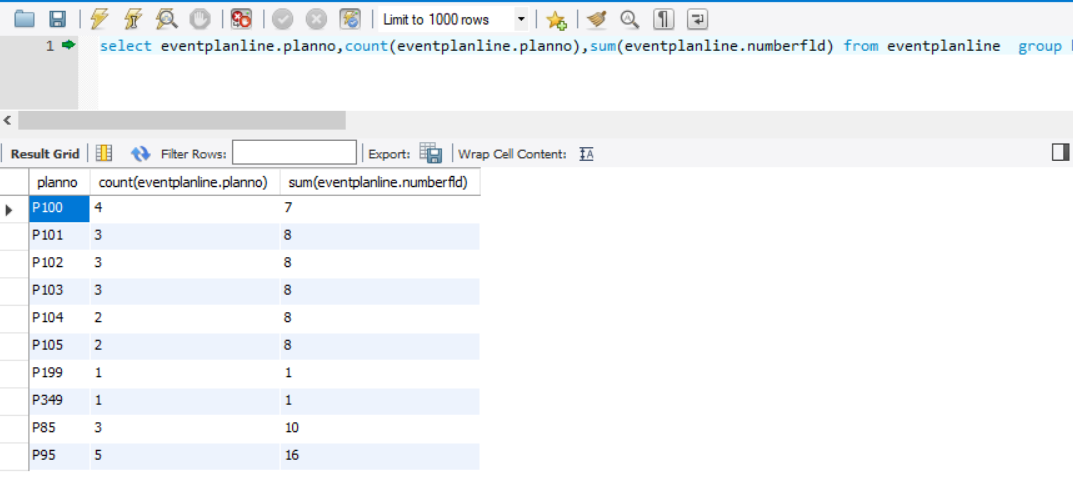 Limit to 1000 rows
1 select eventplanline.planno,count(eventplanline.planno),sum(eventplanline.numberfld) from eventplanline group
Result Grid Filter Rows: Export: Wrap Cell Content: IA
planno count(eventplanline.planno) sum(eventplanline.numberfld)
P100 4 7
P101 3 8
P102 3 8
P103 3 8
P104 2 8
P105 2 8
P199 1 1
P349 1 1
P85 3 10
P95 5 16